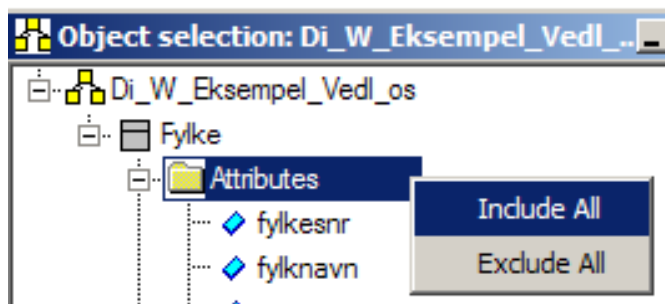 Object selection: Di_W_Eksempel_Vedl_..
Di_W_Eksempel_Vedl_os
Fylke
Attributes
Include All
fylkesnr
Exclude All
fylknavn